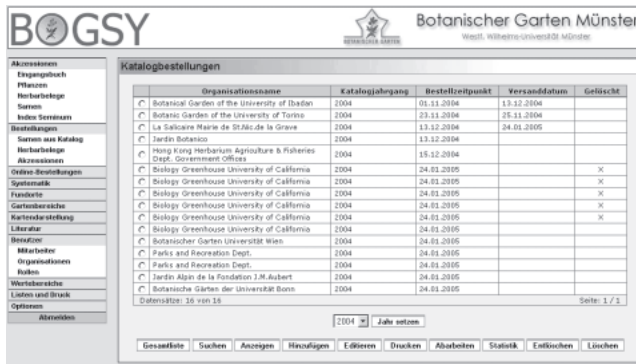 BOGSY
BOTANISCHER GARTEN
Botanischer Garten Münster
Westf. Wilhelms-Universität Münster
Akzessionen
Eingangsbuch
Pflanzen
Herbarbelege
Samen
Index Seminum
Bestellungen
Samen aus Katalog
Herbarbelege
Akzessionen
Online-Bestellungen
Systematik
Fundorte
Gartenbereiche
Kartendarstellung
Literatur
Benutzer
Mitarbeiter
Organisationen
Rollen
Wertebereiche
Listen und Druck
Optionen
Abmelden
Katalogbestellungen
Organisationsname Katalogjahrgang Bestellzeitpunkt Versanddatum Gelöscht
Botanical Garden of the University of Ibadan 2004 01.11.2004 13.12.2004
Botanic Garden of the University of Torino 2004 23.11.2004 25.11.2004
La Salicaire Mairie de St.Nic.de la Grave 2004 13.12.2004 24.01.2005
Jardin Botanico 2004 13.12.2004
Hong Kong Herbarium Agriculture & Fisheries
Dept. Government Offices 2004 15.12.2004
Biology Greenhouse University of California 2004 24.01.2005 X
Biology Greenhouse University of California 2004 24.01.2005 X
Biology Greenhouse University of California 2004 24.01.2005 X
Biology Greenhouse University of California 2004 24.01.2005 X
Biology Greenhouse University of California 2004 24.01.2005 X
Biology Greenhouse University of California 2004 24.01.2005
Botanischer Garten Universität Wien 2004 24.01.2005
Parks and Recreation Dept. 2004 24.01.2005
Parks and Recreation Dept. 2004 24.01.2005
Jardin Alpin de la Fondation J.M.Aubert 2004 24.01.2005
Botanische Gärten der Universität Bonn 2004 24.01.2005
Datensätze: 16 von 16 Seite: 1 / 1
2004 Jahr setzen
Gesamtliste Suchen Anzeigen Hinzufügen Editieren Drucken Abarbeiten Statistik Entlöschen Löschen